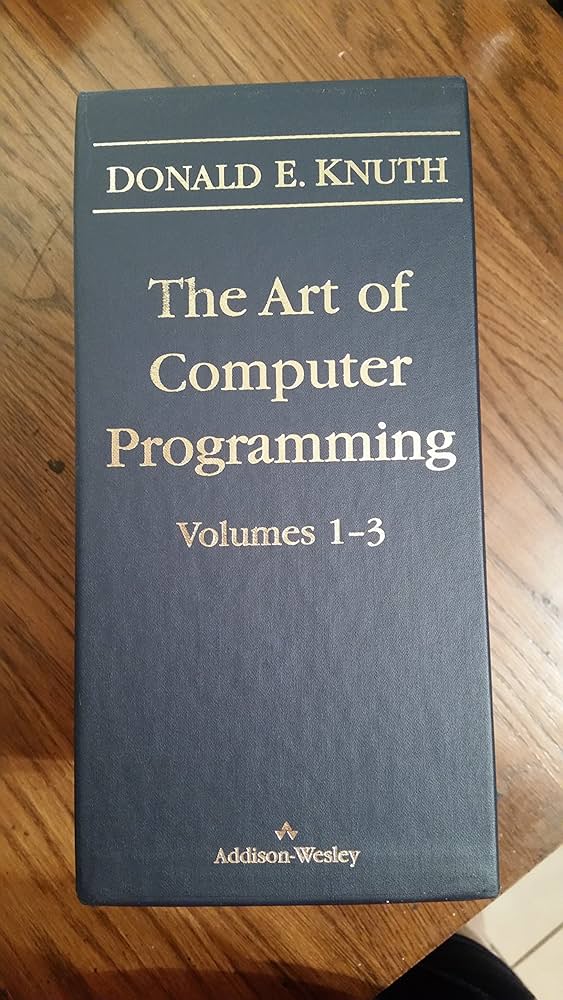 DONALD E. KNUTH
The Art of
Computer
Programming
Volumes 1-3
Addison-Wesley